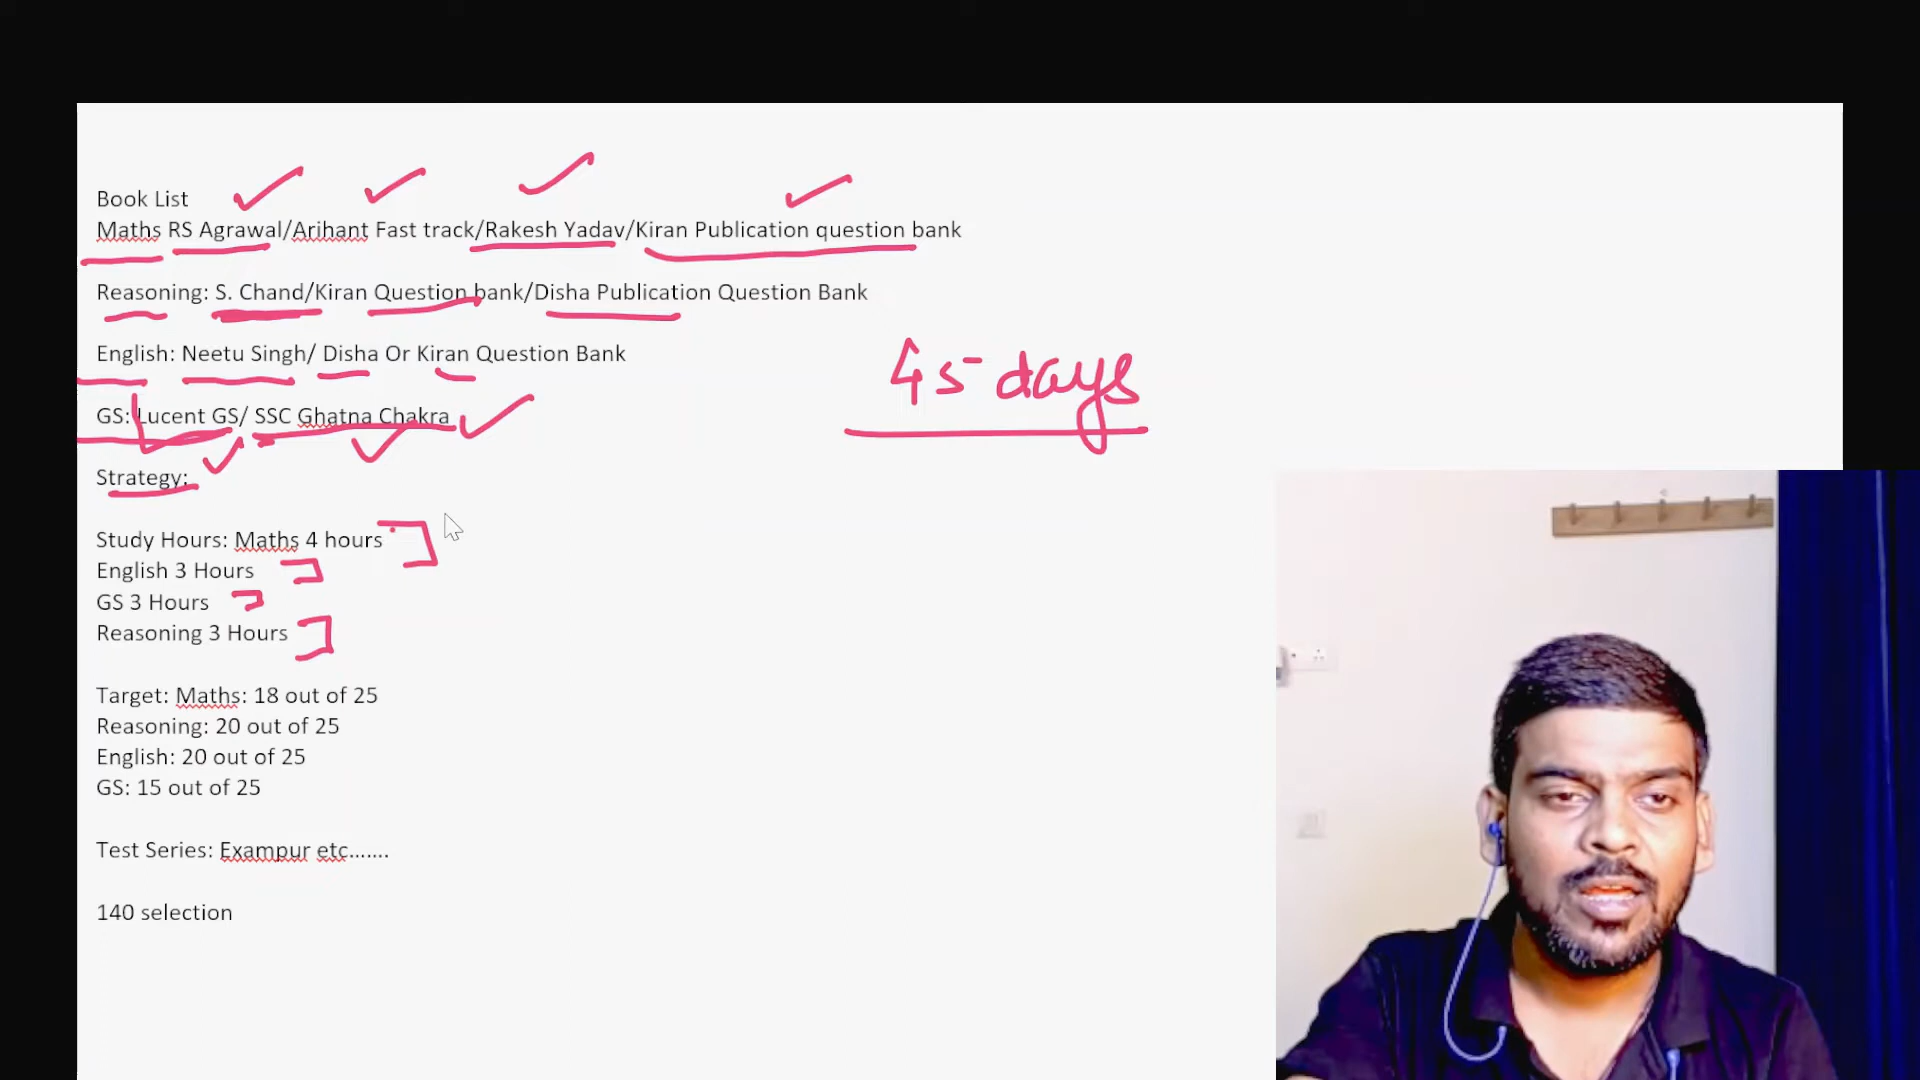 Book List
Maths RS Agrawal/Arihant Fast track/Rakesh Yadav/Kiran Publication question bank
Reasoning: S. Chand/Kiran Question bank/Disha Publication Question Bank
English: Neetu Singh/ Disha Or Kiran Question Bank
45 days
GS: Lucent GS/ SSC Ghatna Chakra
Strategy:
Study Hours: Maths 4 hours
English 3 Hours
GS 3 Hours
Reasoning 3 Hours
Target: Maths: 18 out of 25
Reasoning: 20 out of 25
English: 20 out of 25
GS: 15 out of 25
Test Series: Exampur etc…….
140 selection